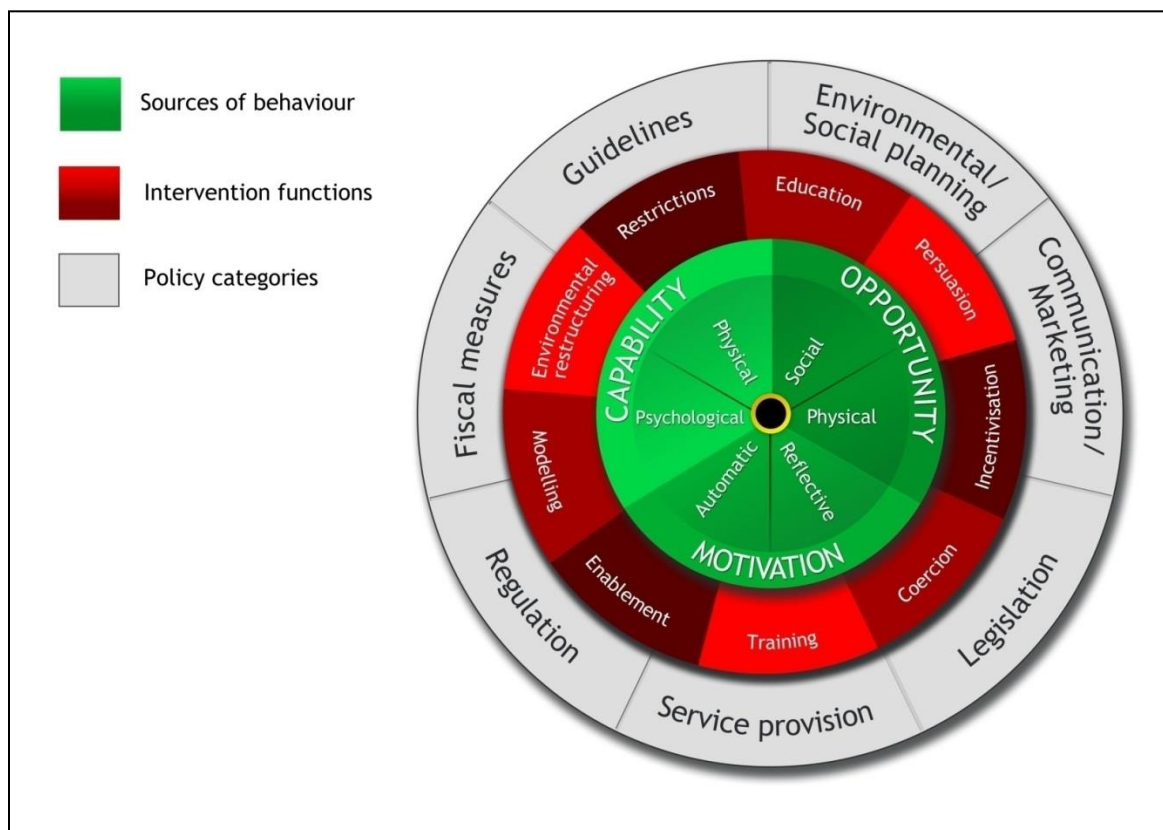 Sources of behaviour
Intervention functions
Policy categories
Guidelines
Environmental/
Social planning
Communication/
Marketing
Legislation
Service provision
Regulation
Fiscal measures
Restrictions
Education
Persuasion
Incentivisation
Coercion
Training
Enablement
Modelling
Environmental
restructuring
CAPABILITY
OPPORTUNITY
MOTIVATION
Physical
Social
Psychological
Physical
Automatic
Reflective